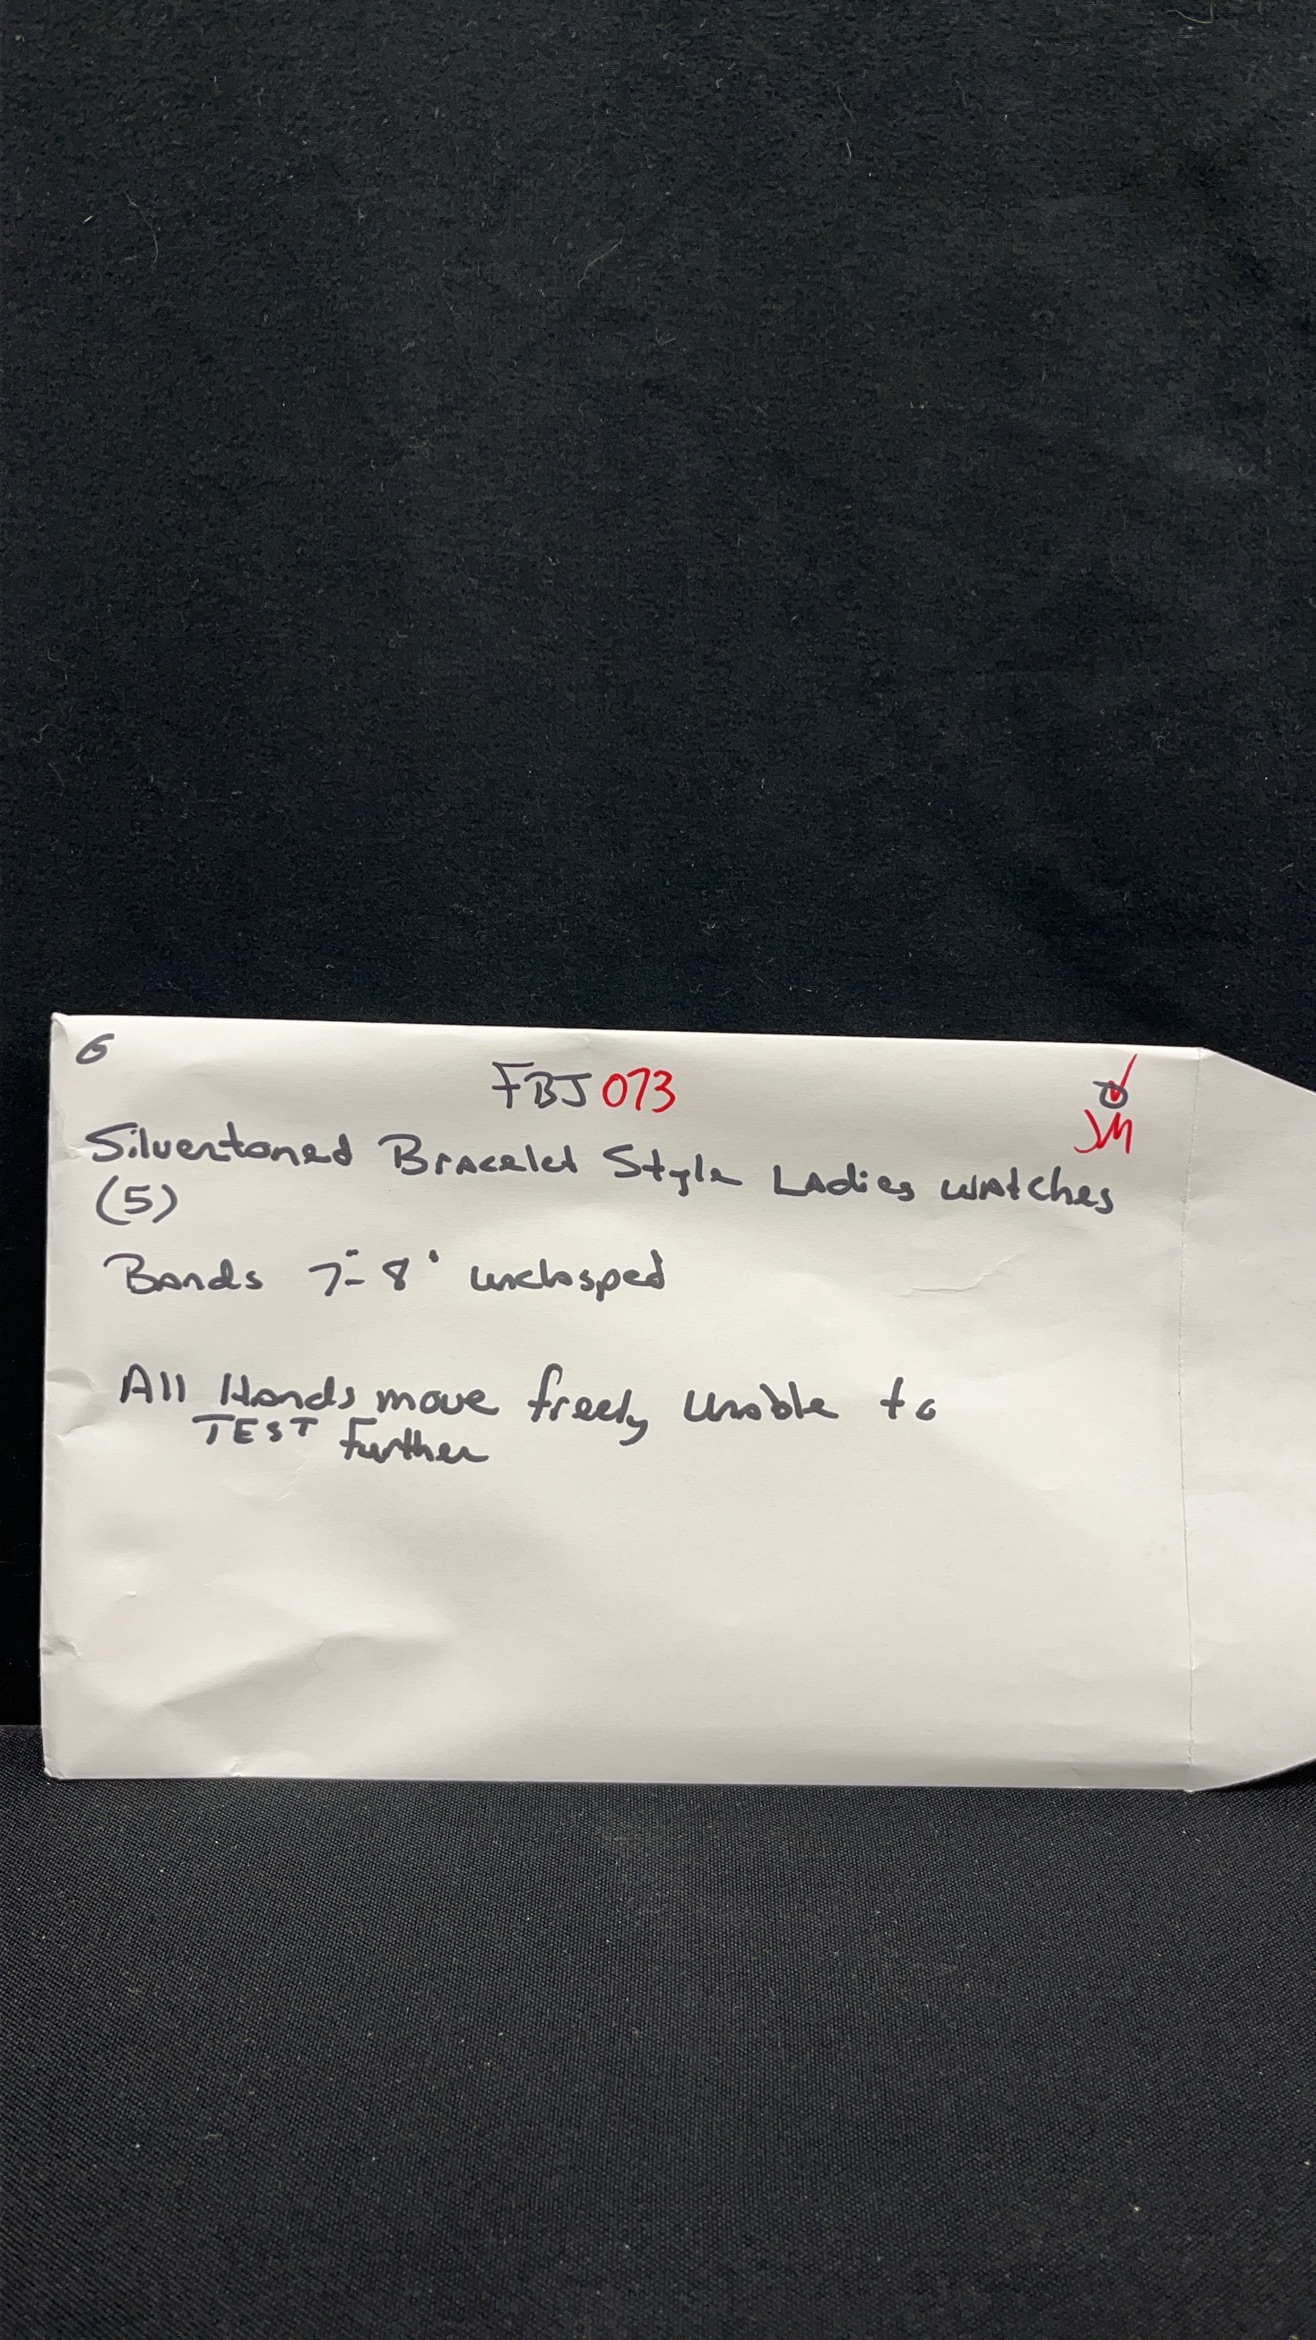 6
FBJ 073
JM
Silvertoned Bracelet Style Ladies watches
(5)
Bands 7"- 8" unclasped
All Hands move freely Unable to
TEST further